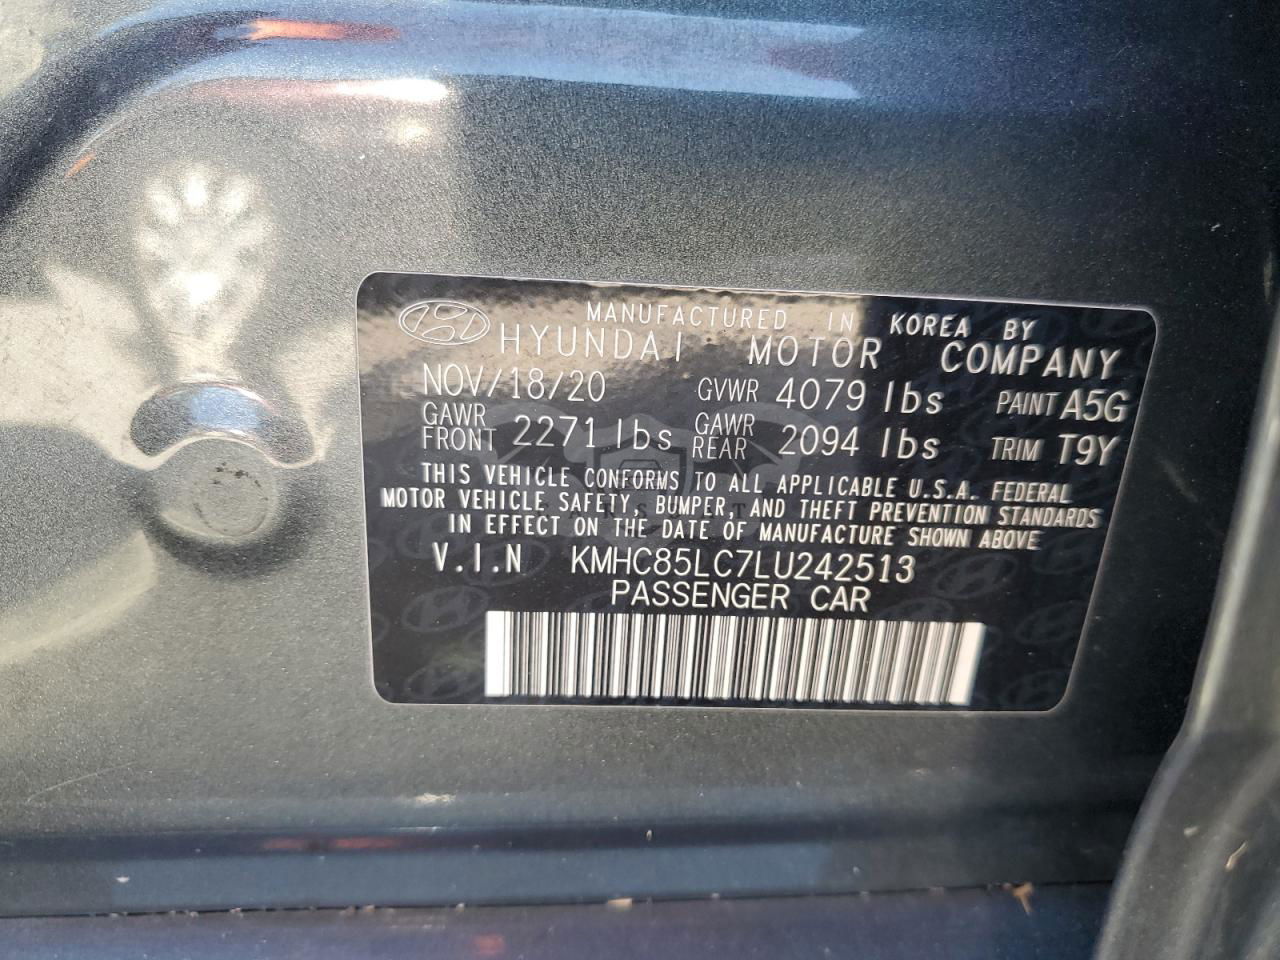 MANUFACTURED IN KOREA BY
HYUNDAI MOTOR COMPANY
NOV/18/20 GVWR 4079 lbs PAINT A5G
GAWR FRONT 2271 lbs GAWR REAR 2094 lbs TRIM T9Y
THIS VEHICLE CONFORMS TO ALL APPLICABLE U.S.A. FEDERAL
MOTOR VEHICLE SAFETY, BUMPER, AND THEFT PREVENTION STANDARDS
IN EFFECT ON THE DATE OF MANUFACTURE SHOWN ABOVE
V.I.N KMHC85LC7LU242513
PASSENGER CAR